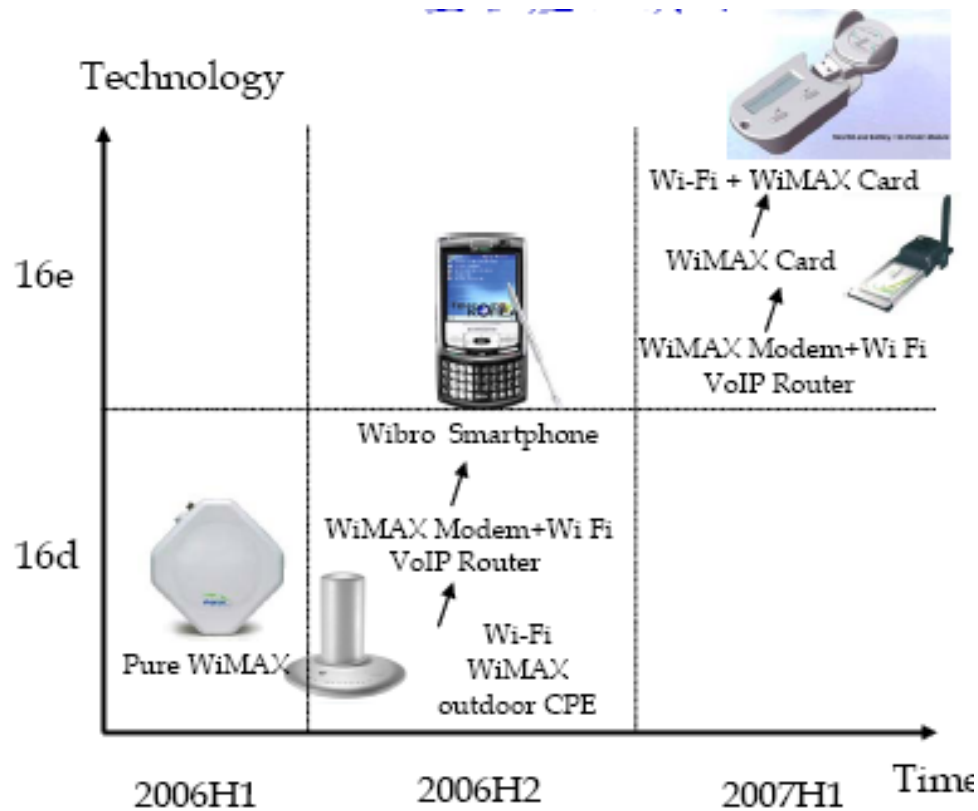 Technology
Wi-Fi + WiMAX Card
16e
WiMAX Card
WiMAX Modem+Wi Fi
VoIP Router
Wibro Smartphone
WiMAX Modem+Wi Fi
16d
VoIP Router
Wi-Fi
Pure WiMAX
WiMAX
outdoor CPE
2006H1
2006H2
2007H1
Time